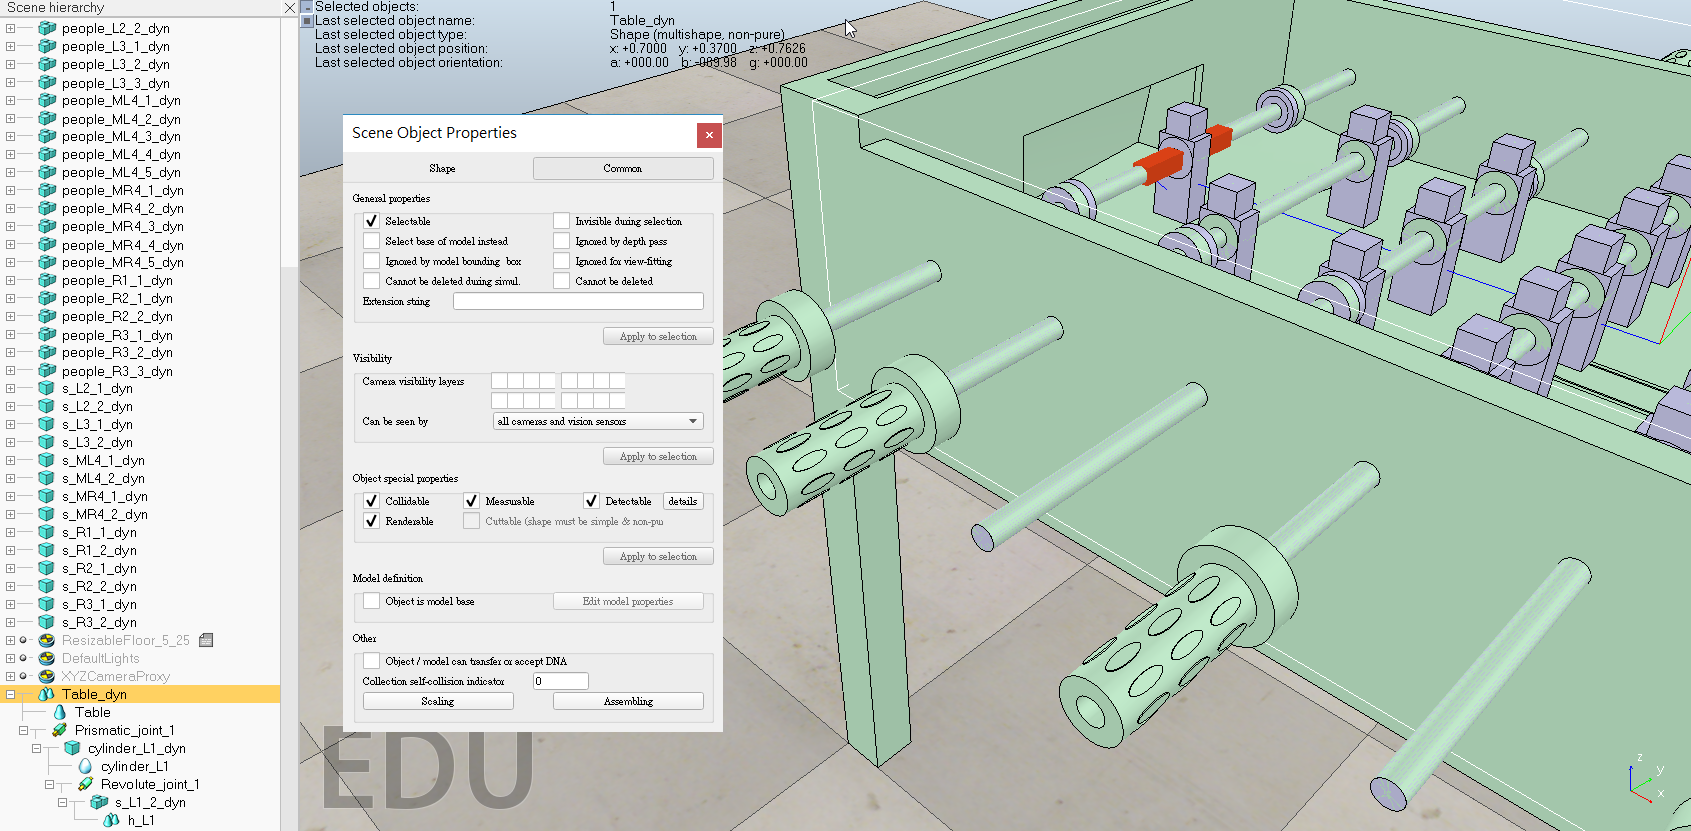 Scene hierarchy
people_L2_2_dyn
people_L3_1_dyn
people_L3_2_dyn
people_L3_3_dyn
people_ML4_1_dyn
people_ML4_2_dyn
people_ML4_3_dyn
people_ML4_4_dyn
people_ML4_5_dyn
people_MR4_1_dyn
people_MR4_2_dyn
people_MR4_3_dyn
people_MR4_4_dyn
people_MR4_5_dyn
people_R1_1_dyn
people_R2_1_dyn
people_R2_2_dyn
people_R3_1_dyn
people_R3_2_dyn
people_R3_3_dyn
s_L2_1_dyn
s_L2_2_dyn
s_L3_1_dyn
s_L3_2_dyn
s_ML4_1_dyn
s_ML4_2_dyn
s_MR4_1_dyn
s_MR4_2_dyn
s_R1_1_dyn
s_R1_2_dyn
s_R2_1_dyn
s_R2_2_dyn
s_R3_1_dyn
s_R3_2_dyn
ResizableFloor_5_25
DefaultLights
XYZCameraProxy
Table_dyn
Table
Prismatic_joint_1
cylinder_L1_dyn
cylinder_L1
Revolute_joint_1
s_L1_2_dyn
h_L1
Selected objects: 1
Last selected object name: Table_dyn
Last selected object type: Shape (multishape, non-pure)
Last selected object position: x: +0.7000 y: +0.3700 z: +0.7626
Last selected object orientation: a: +000.00 b: -089.98 g: +000.00
Scene Object Properties
Shape Common
General properties
Selectable Invisible during selection
Select base of model instead Ignored by depth pass
Ignored by model bounding box Ignored for view-fitting
Cannot be deleted during simul. Cannot be deleted
Extension string
Apply to selection
Visibility
Camera visibility layers
Can be seen by all cameras and vision sensors
Apply to selection
Object special properties
Collidable Measurable Detectable details
Renderable Cuttable (shape must be simple & non-pu
Apply to selection
Model definition
Object is model base Edit model properties
Other
Object / model can transfer or accept DNA
Collection self-collision indicator 0
Scaling Assembling
EDU
z
y
x